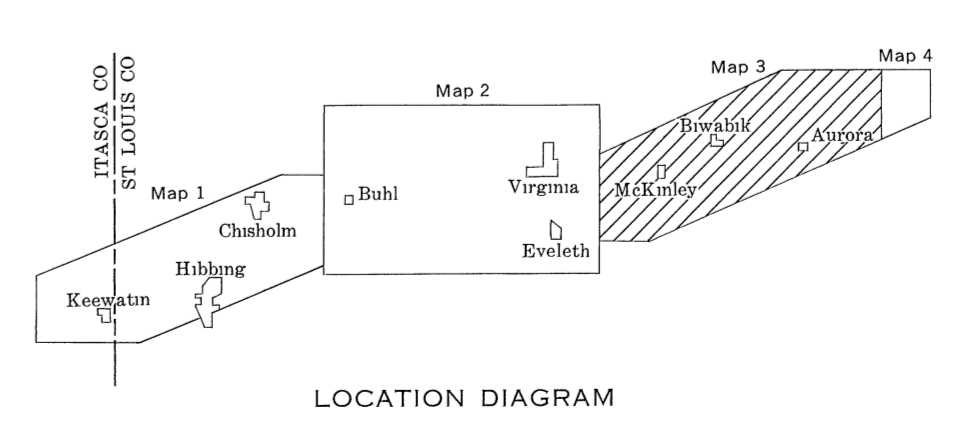 Map 4
Map 3
Map 2
ITASCA CO
ST LOUIS CO
Biwabik
Aurora
McKinley
Map 1
Buhl
Virginia
Chisholm
Eveleth
Hibbing
Keewatin
LOCATION DIAGRAM